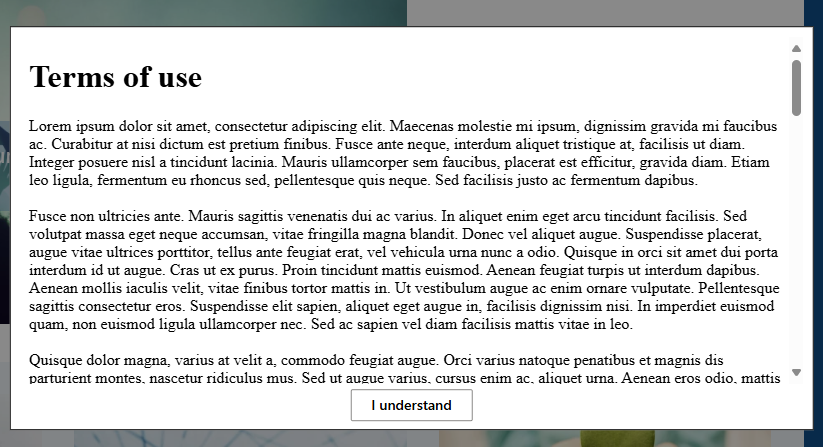 Terms of use
Lorem ipsum dolor sit amet, consectetur adipiscing elit. Maecenas molestie mi ipsum, dignissim gravida mi faucibus
ac. Curabitur at nisi dictum est pretium finibus. Fusce ante neque, interdum aliquet tristique at, facilisis ut diam.
Integer posuere nisl a tincidunt lacinia. Mauris ullamcorper sem faucibus, placerat est efficitur, gravida diam. Etiam
leo ligula, fermentum eu rhoncus sed, pellentesque quis neque. Sed facilisis justo ac fermentum dapibus.
Fusce non ultricies ante. Mauris sagittis venenatis dui ac varius. In aliquet enim eget arcu tincidunt facilisis. Sed
volutpat massa eget neque accumsan, vitae fringilla magna blandit. Donec vel aliquet augue. Suspendisse placerat,
augue vitae ultrices porttitor, tellus ante feugiat erat, vel vehicula urna nunc a odio. Quisque in orci sit amet dui porta
interdum id ut augue. Cras ut ex purus. Proin tincidunt mattis euismod. Aenean feugiat turpis ut interdum dapibus.
Aenean mollis iaculis velit, vitae finibus tortor mattis in. Ut vestibulum augue ac enim ornare vulputate. Pellentesque
sagittis consectetur eros. Suspendisse elit sapien, aliquet eget augue in, facilisis dignissim nisi. In imperdiet euismod
quam, non euismod ligula ullamcorper nec. Sed ac sapien vel diam facilisis mattis vitae in leo.
Quisque dolor magna, varius at velit a, commodo feugiat augue. Orci varius natoque penatibus et magnis dis
parturient montes, nascetur ridiculus mus. Sed ut augue varius, cursus enim ac, aliquet urna. Aenean eros odio, mattis
I understand